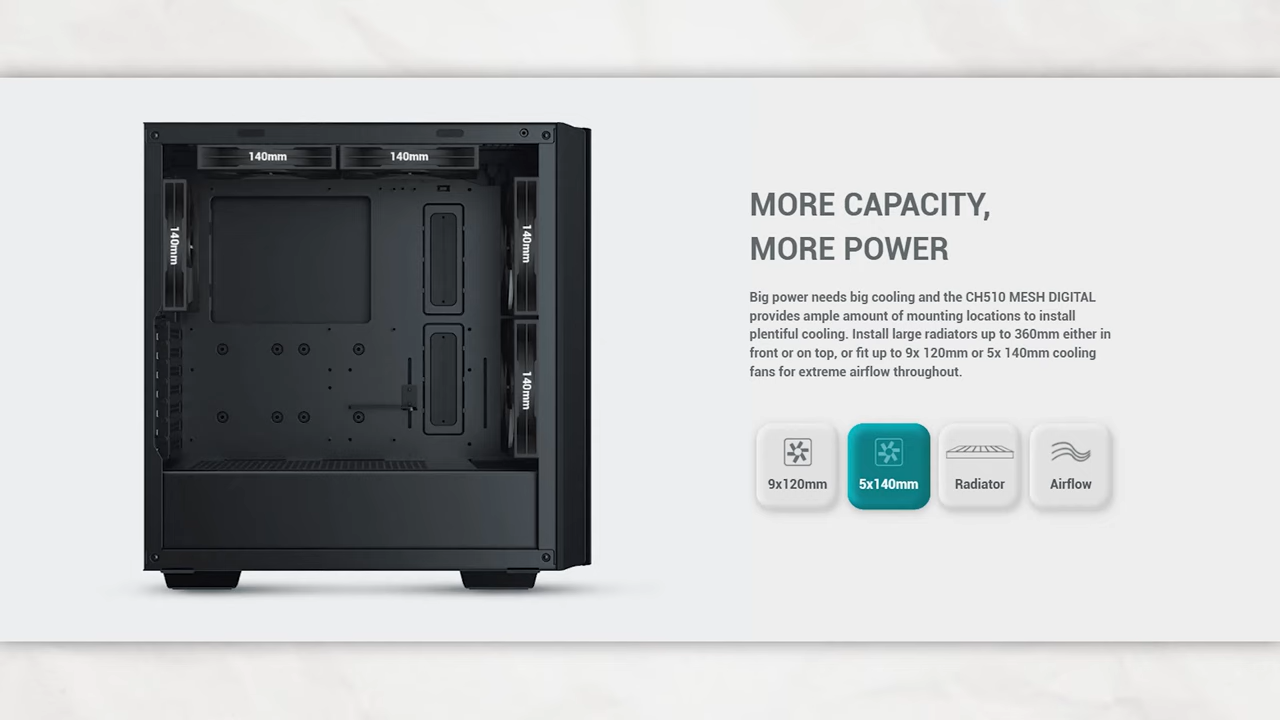 140mm
140mm
140mm
140mm
140mm
MORE CAPACITY,
MORE POWER
Big power needs big cooling and the CH510 MESH DIGITAL
provides ample amount of mounting locations to install
plentiful cooling. Install large radiators up to 360mm either in
front or on top, or fit up to 9x 120mm or 5x 140mm cooling
fans for extreme airflow throughout.
9x120mm
5x140mm
Radiator
Airflow